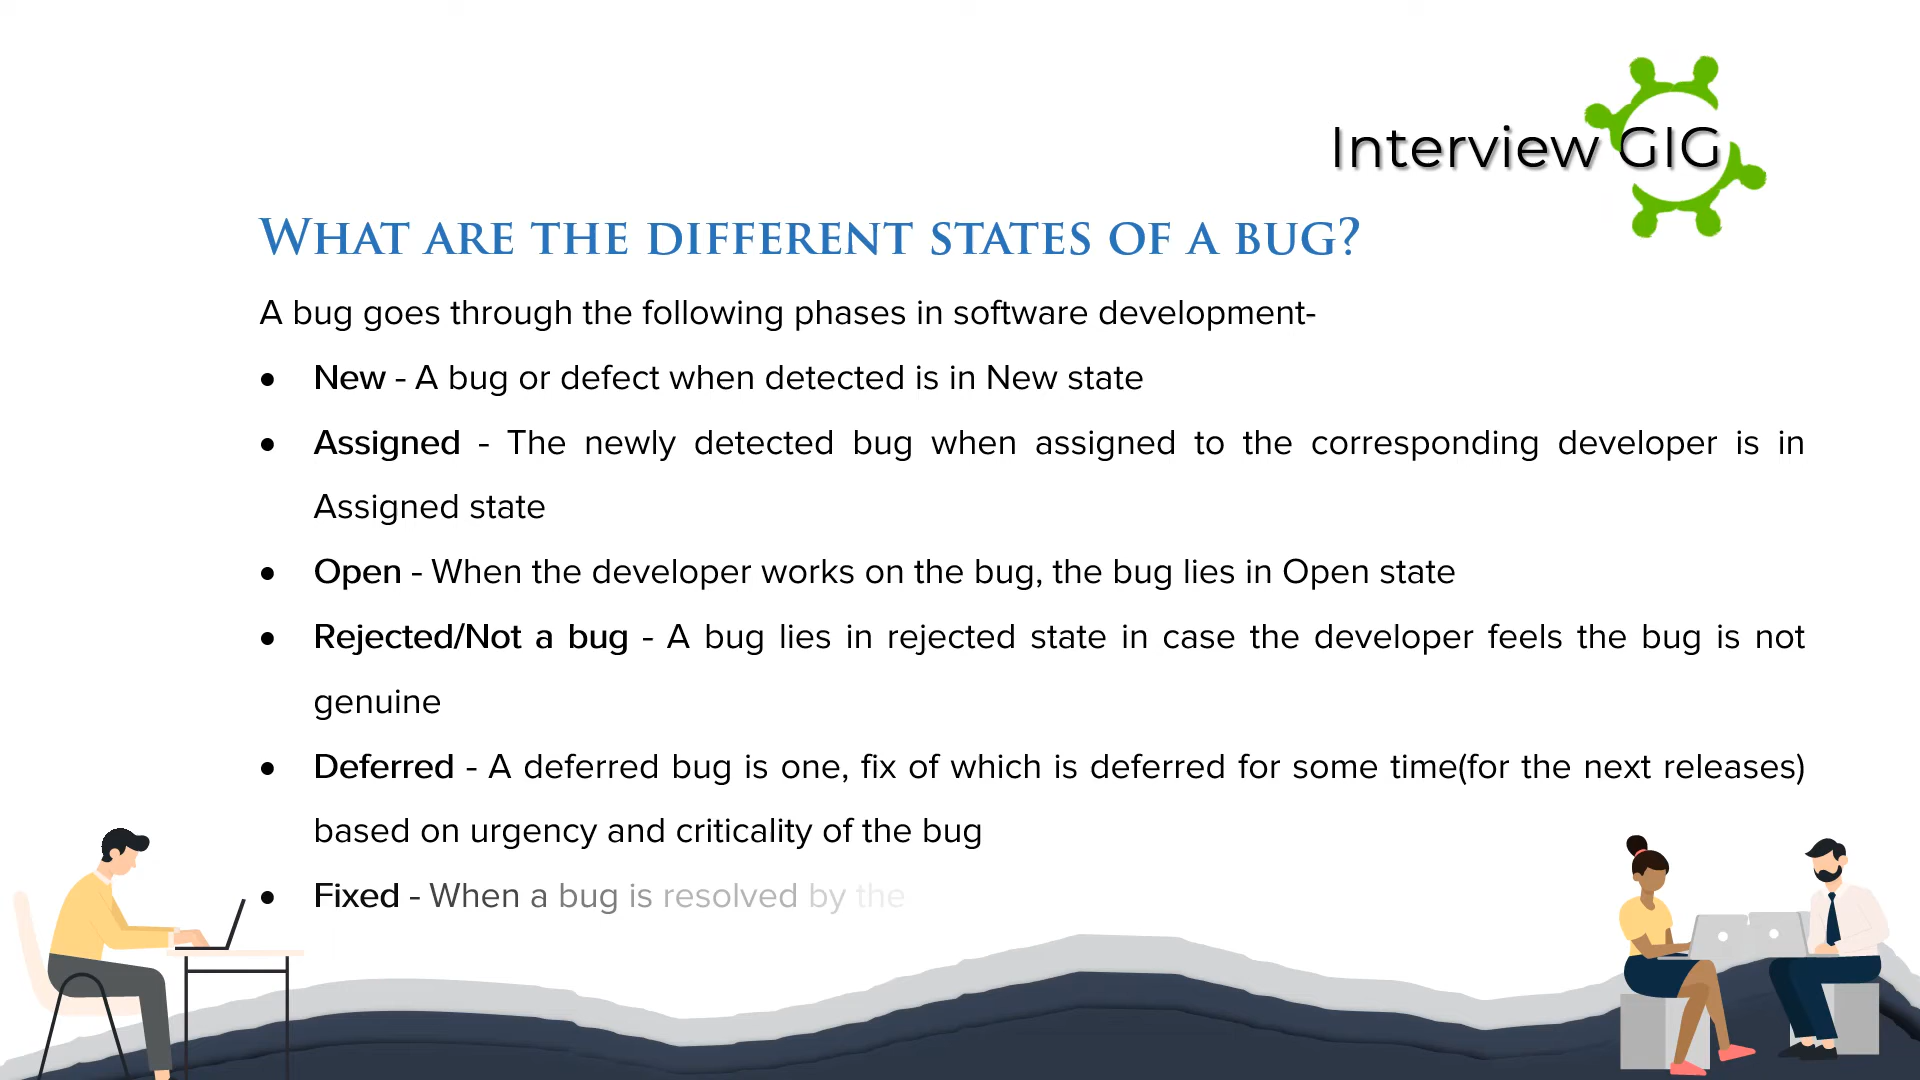 Interview GIG
WHAT ARE THE DIFFERENT STATES OF A BUG?
A bug goes through the following phases in software development-
• New - A bug or defect when detected is in New state
• Assigned - The newly detected bug when assigned to the corresponding developer is in
Assigned state
• Open - When the developer works on the bug, the bug lies in Open state
• Rejected/Not a bug - A bug lies in rejected state in case the developer feels the bug is not
genuine
• Deferred - A deferred bug is one, fix of which is deferred for some time(for the next releases)
based on urgency and criticality of the bug
• Fixed - When a bug is resolved by the